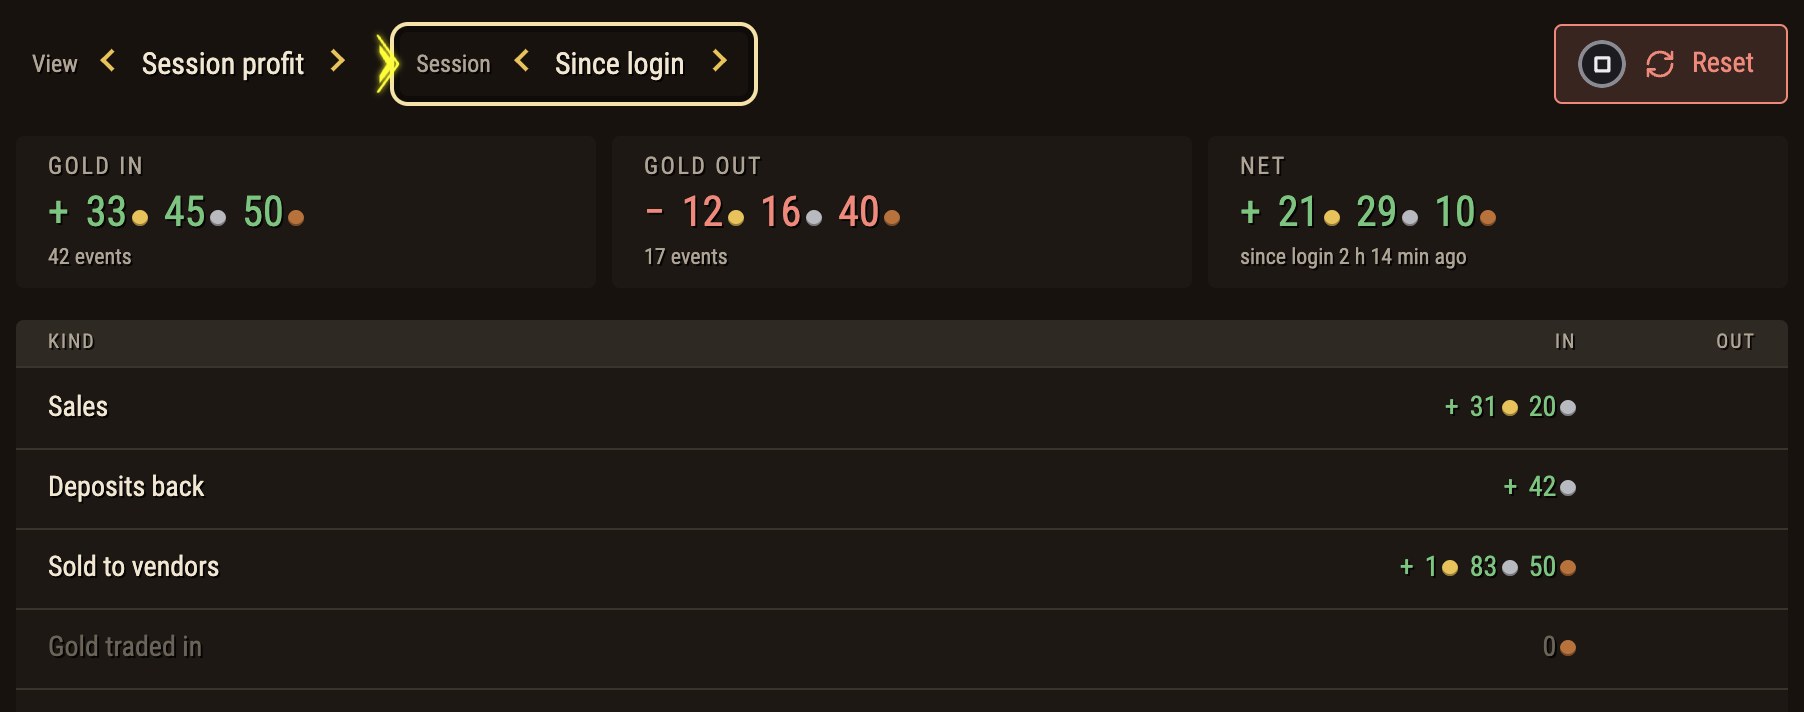 View Session profit Session Since login Reset
GOLD IN GOLD OUT NET
+ 33 45 50 − 12 16 40 + 21 29 10
42 events 17 events since login 2 h 14 min ago
KIND IN OUT
Sales + 31 20
Deposits back + 42
Sold to vendors + 1 83 50
Gold traded in 0